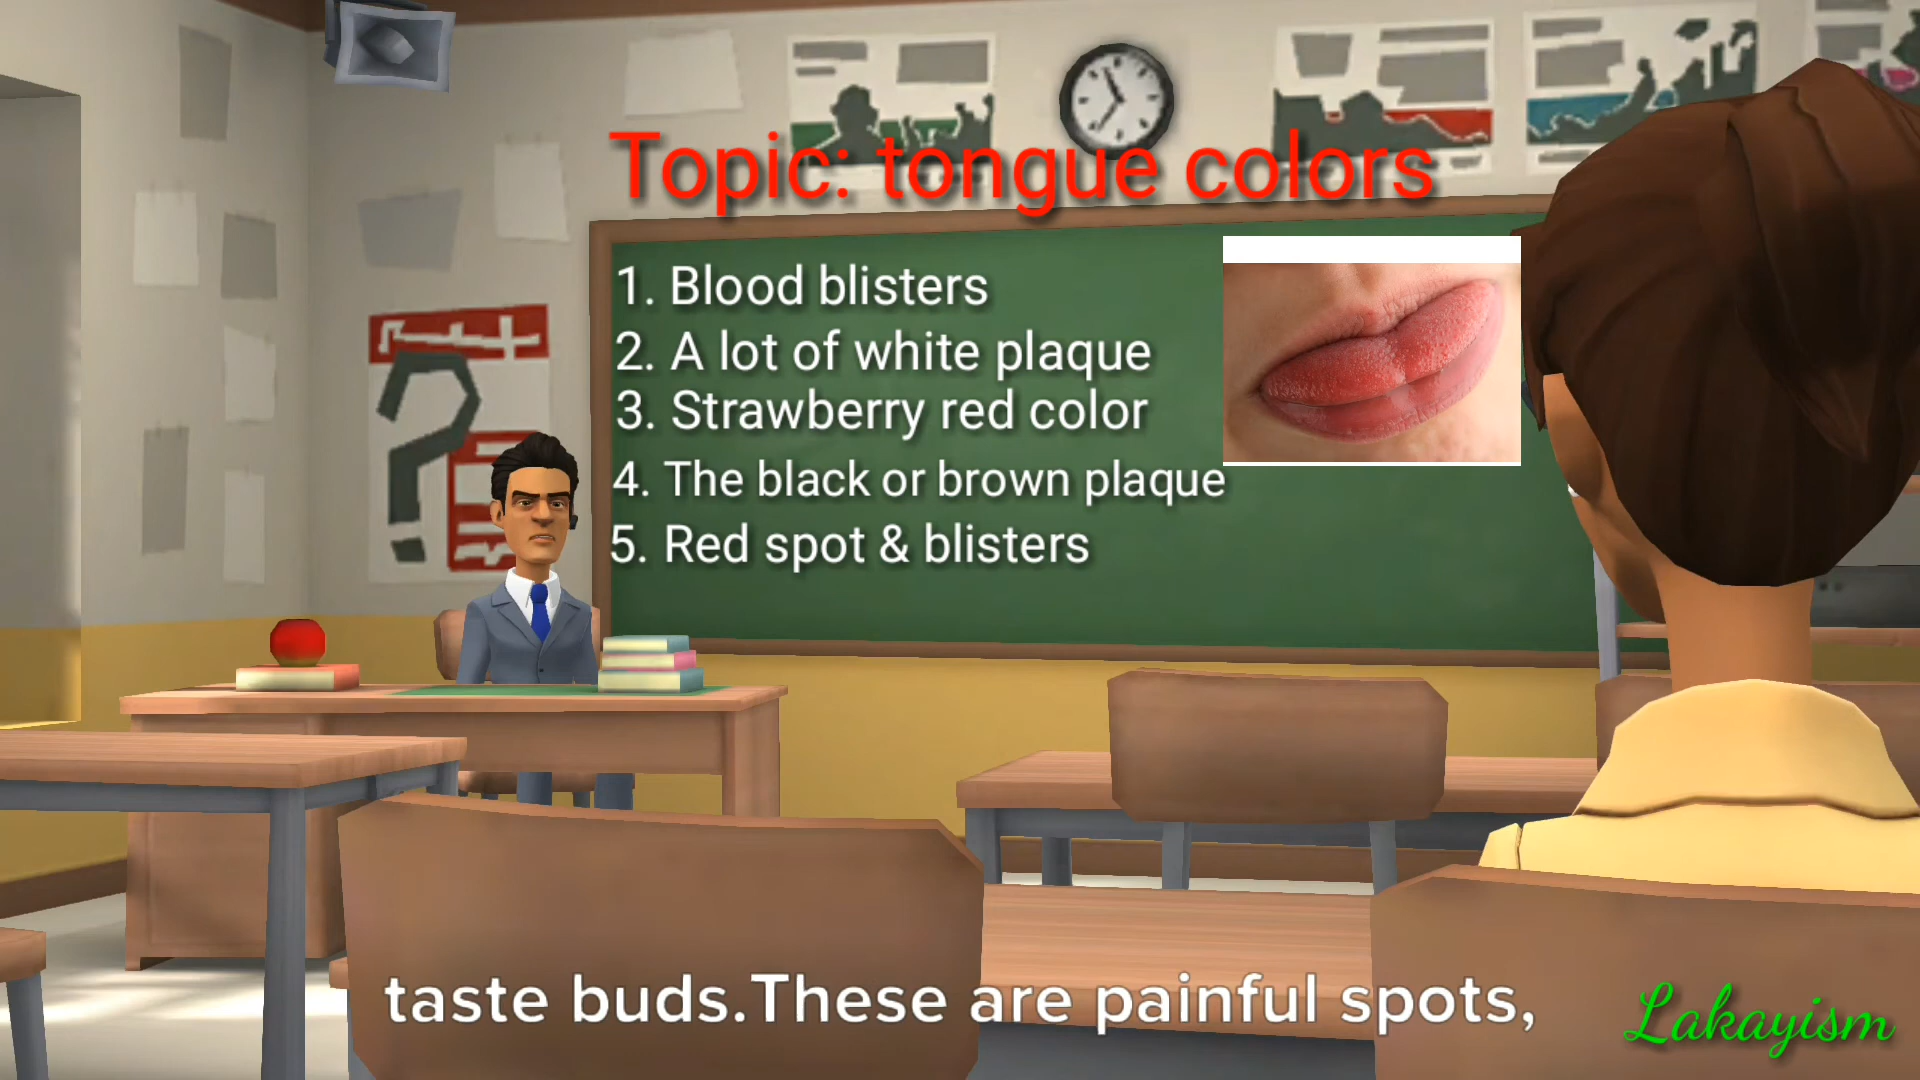 Topic: tongue colors
1. Blood blisters
2. A lot of white plaque
3. Strawberry red color
4. The black or brown plaque
5. Red spot & blisters
taste buds.These are painful spots,
Lakayism